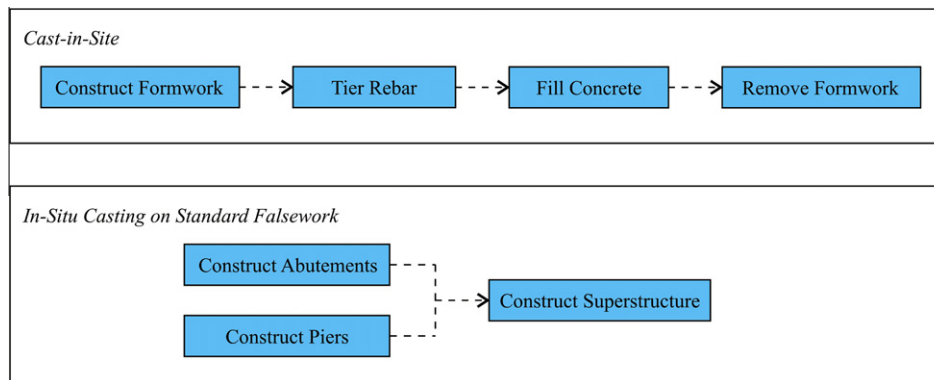 Cast-in-Site
Construct Formwork
Tier Rebar
Fill Concrete
Remove Formwork
In-Situ Casting on Standard Falsework
Construct Abutements
Construct Piers
Construct Superstructure